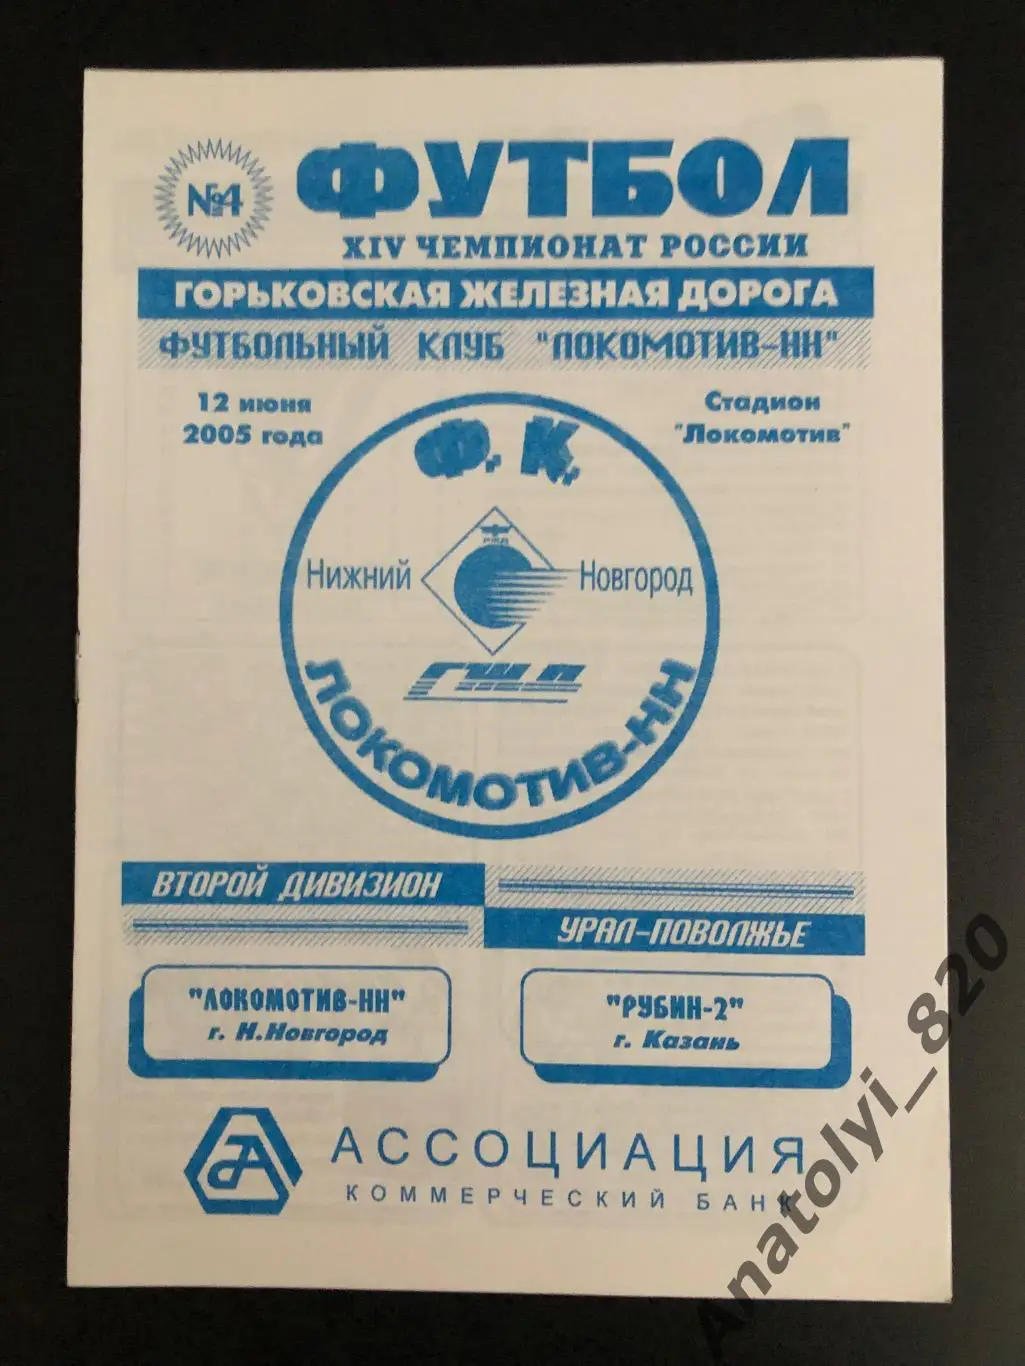 №4
ФУТБОЛ
XIV ЧЕМПИОНАТ РОССИИ
ГОРЬКОВСКАЯ ЖЕЛЕЗНАЯ ДОРОГА
ФУТБОЛЬНЫЙ КЛУБ "ЛОКОМОТИВ-НН"
12 июня
2005 года
Стадион
"Локомотив"
Ф. К.
РЖД
Нижний Новгород
ГЖД
ЛОКОМОТИВ-НН
ВТОРОЙ ДИВИЗИОН
УРАЛ-ПОВОЛЖЬЕ
"ЛОКОМОТИВ-НН"
г. Н.Новгород
"РУБИН-2"
г. Казань
АССОЦИАЦИЯ
КОММЕРЧЕСКИЙ БАНК
Anatolyi_820